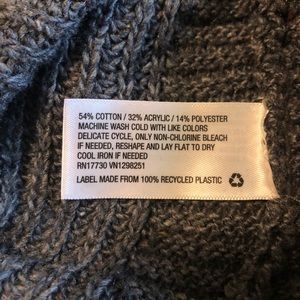 54% COTTON / 32% ACRYLIC / 14% POLYESTER
MACHINE WASH COLD WITH LIKE COLORS
DELICATE CYCLE, ONLY NON-CHLORINE BLEACH
IF NEEDED, RESHAPE AND LAY FLAT TO DRY
COOL IRON IF NEEDED
RN17730 VN1298251
LABEL MADE FROM 100% RECYCLED PLASTIC